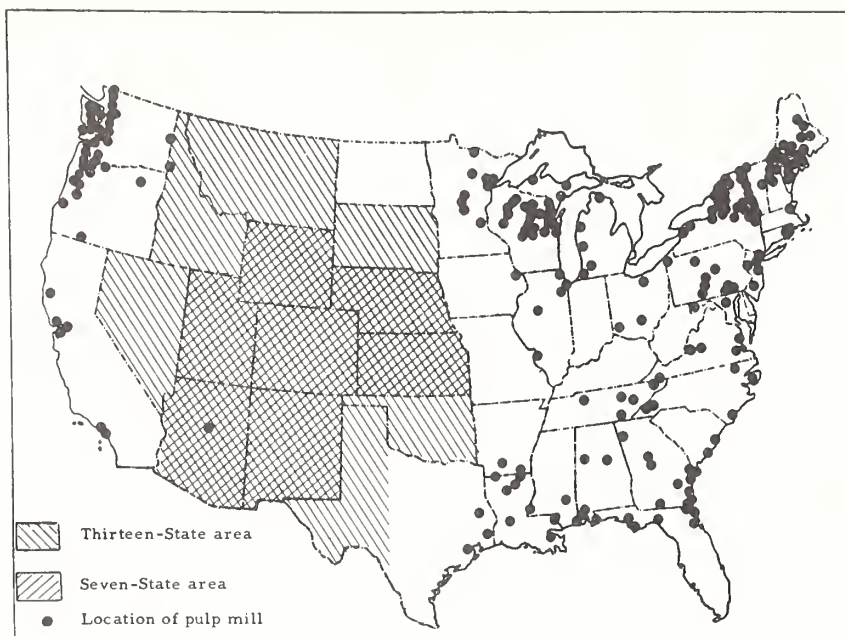 Thirteen-State area
Seven-State area
Location of pulp mill